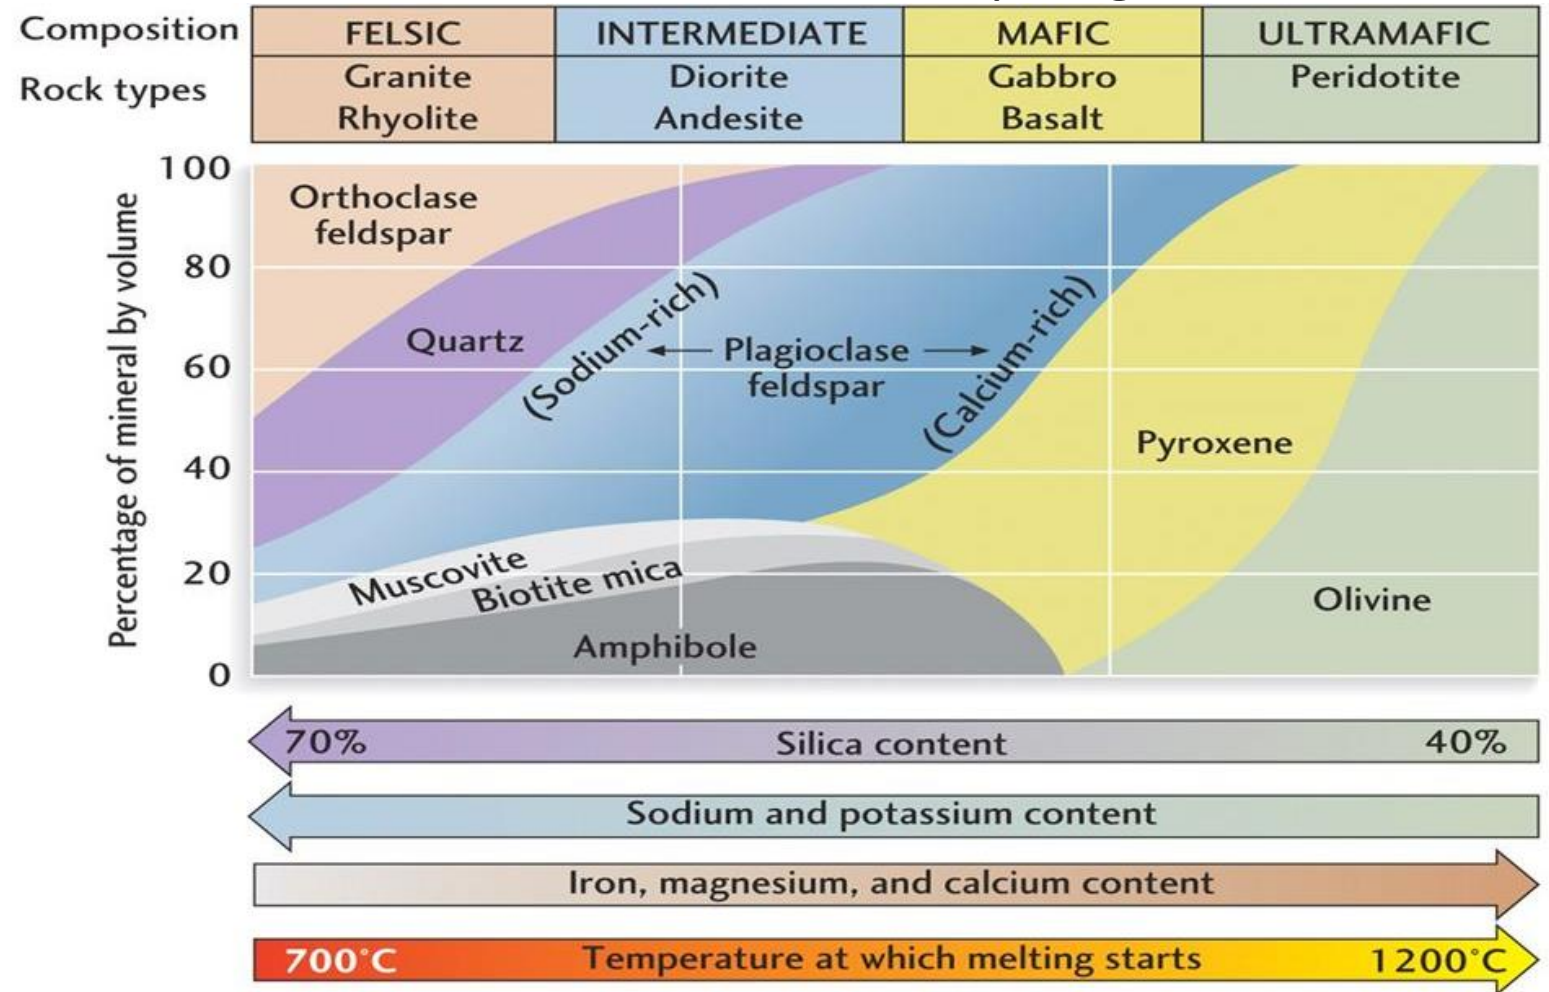 Composition
FELSIC
INTERMEDIATE
MAFIC
ULTRAMAFIC
Rock types
Granite
Rhyolite
Diorite
Andesite
Gabbro
Basalt
Peridotite
Percentage of mineral by volume
100
80
60
40
20
0
Orthoclase
feldspar
Quartz
(Sodium-rich)
Plagioclase
feldspar
(Calcium-rich)
Pyroxene
Muscovite
Biotite mica
Amphibole
Olivine
70%
Silica content
40%
Sodium and potassium content
Iron, magnesium, and calcium content
700°C
Temperature at which melting starts
1200°C